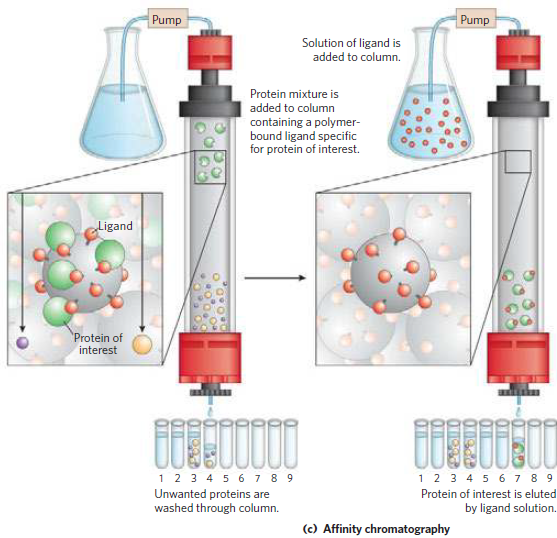 Pump
Pump
Solution of ligand is
added to column.
Protein mixture is
added to column
containing a polymer-
bound ligand specific
for protein of interest.
Ligand
Protein of
interest
1 2 3 4 5 6 7 8 9
Unwanted proteins are
washed through column.
1 2 3 4 5 6 7 8 9
Protein of interest is eluted
by ligand solution.
(c) Affinity chromatography